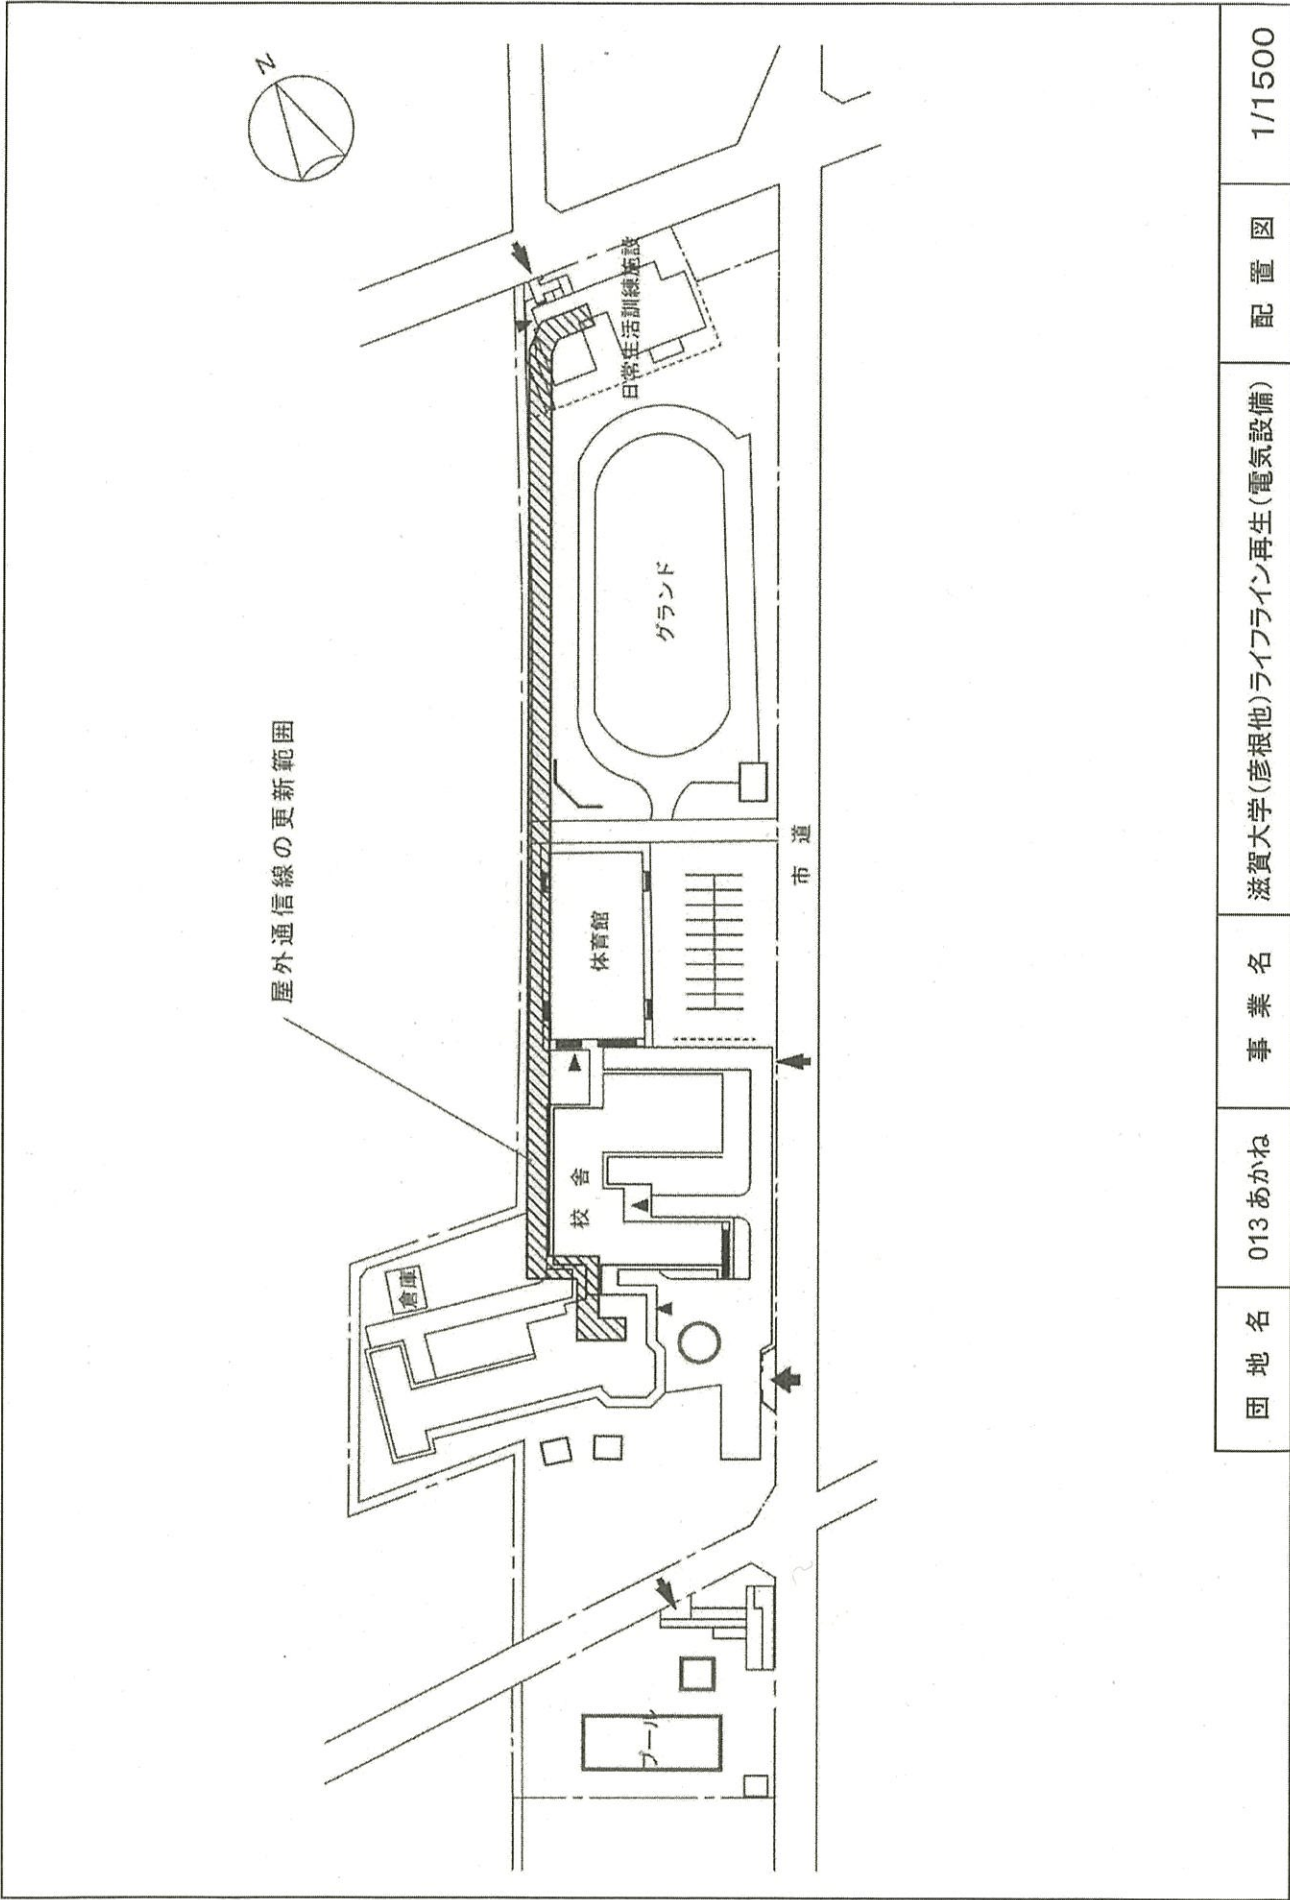 N
屋外通信線の更新範囲
日常生活訓練施設
グランド
体育館
市道
校舎
倉庫
プール
団地名
013あかね
事業名
滋賀大学(彦根他)ライフライン再生(電気設備)
配置図
1/1500